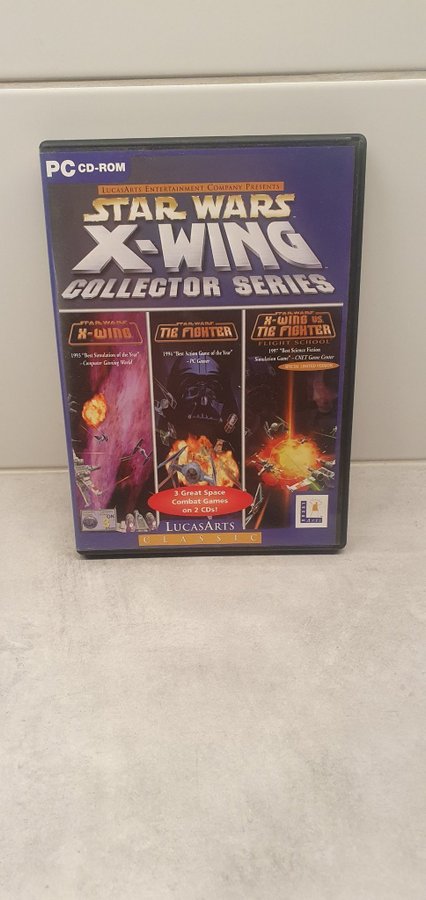 PC CD-ROM
LUCASARTS ENTERTAINMENT COMPANY PRESENTS
STAR WARS
X-WING
COLLECTOR SERIES
STAR WARS
X-WING
1993 "Best Simulation of the Year"
–Computer Gaming World
STAR WARS
TIE FIGHTER
1994 "Best Action Game of the Year"
–PC Gamer
STAR WARS
X-WING VS.
TIE FIGHTER
FLIGHT SCHOOL
1997 "Best Science Fiction
Simulation Game" –CNET Game Center
SPECIAL LIMITED VERSION
3 Great Space
Combat Games
on 2 CDs!
LUCASARTS
CLASSIC